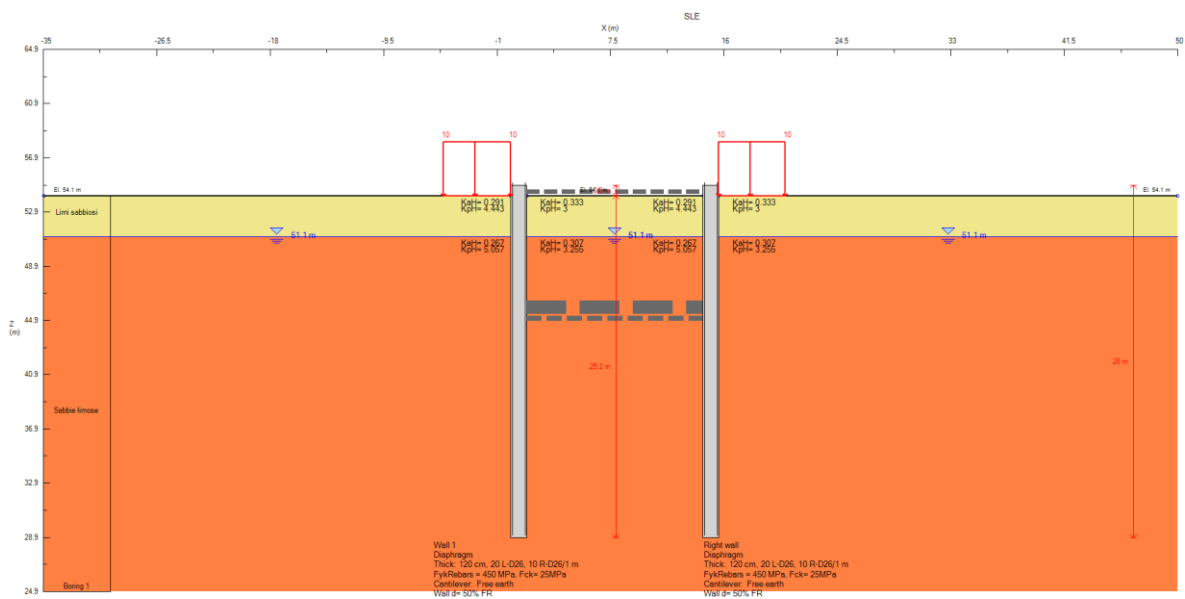 SLE
X (m)
-35 -26.5 -18 -9.5 -1 7.5 16 24.5 33 41.5 50
64.9
60.9
56.9
52.9
48.9
44.9
40.9
36.9
32.9
28.9
24.9
Z
(m)
10 10 10 10
El. 54.1 m El. 54.1 m
Limi sabbiosi
KaH= 0.291 KaH= 0.333 KaH= 0.291 KaH= 0.333
KpH= 4.443 KpH= 3 KpH= 4.443 KpH= 3
51.1 m 51.1 m 51.1 m
KaH= 0.267 KaH= 0.307 KaH= 0.267 KaH= 0.307
KpH= 5.057 KpH= 3.255 KpH= 5.057 KpH= 3.255
25.2 m
Sabbie limose
Boring 1
Wall 1
Diaphragm
Thick: 120 cm, 20 L-D26, 10 R-D26/1 m
FykRebars = 450 MPa, Fck= 25MPa
Cantilever: Free earth
Wall d= 50% FR
Right wall
Diaphragm
Thick: 120 cm, 20 L-D26, 10 R-D26/1 m
FykRebars = 450 MPa, Fck= 25MPa
Cantilever: Free earth
Wall d= 50% FR